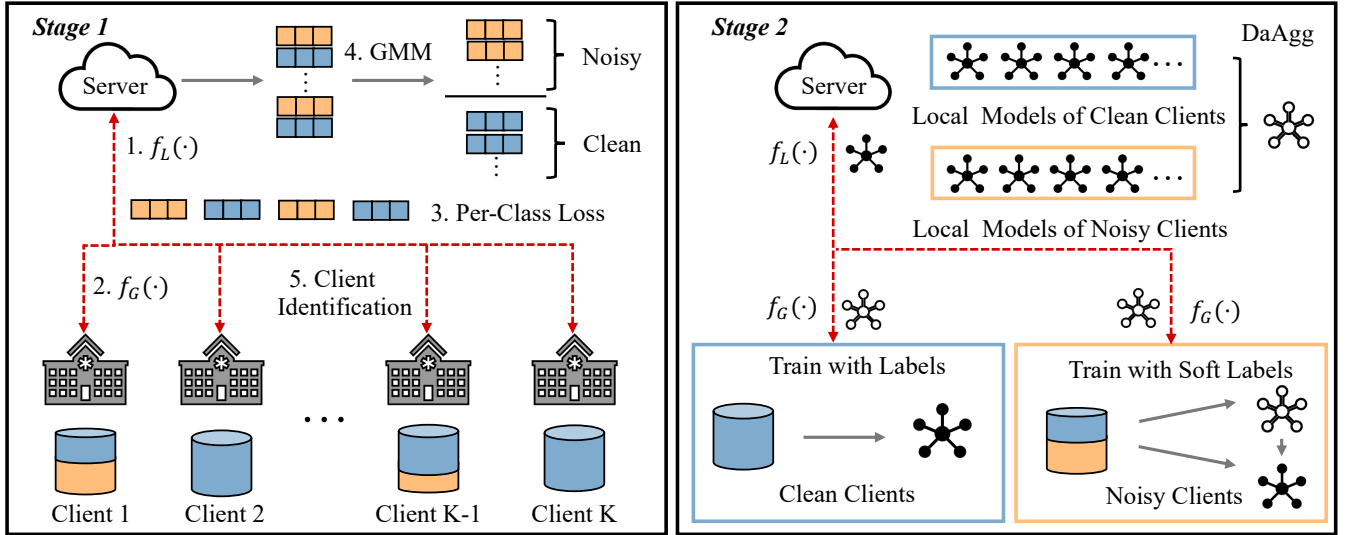 Stage 1
Server
4. GMM
Noisy
Clean
1. f_L(·)
3. Per-Class Loss
2. f_G(·)
5. Client
Identification
...
Client 1
Client 2
Client K-1
Client K
Stage 2
DaAgg
Server
...
Local Models of Clean Clients
f_L(·)
...
Local Models of Noisy Clients
f_G(·)
f_G(·)
Train with Labels
Clean Clients
Train with Soft Labels
Noisy Clients